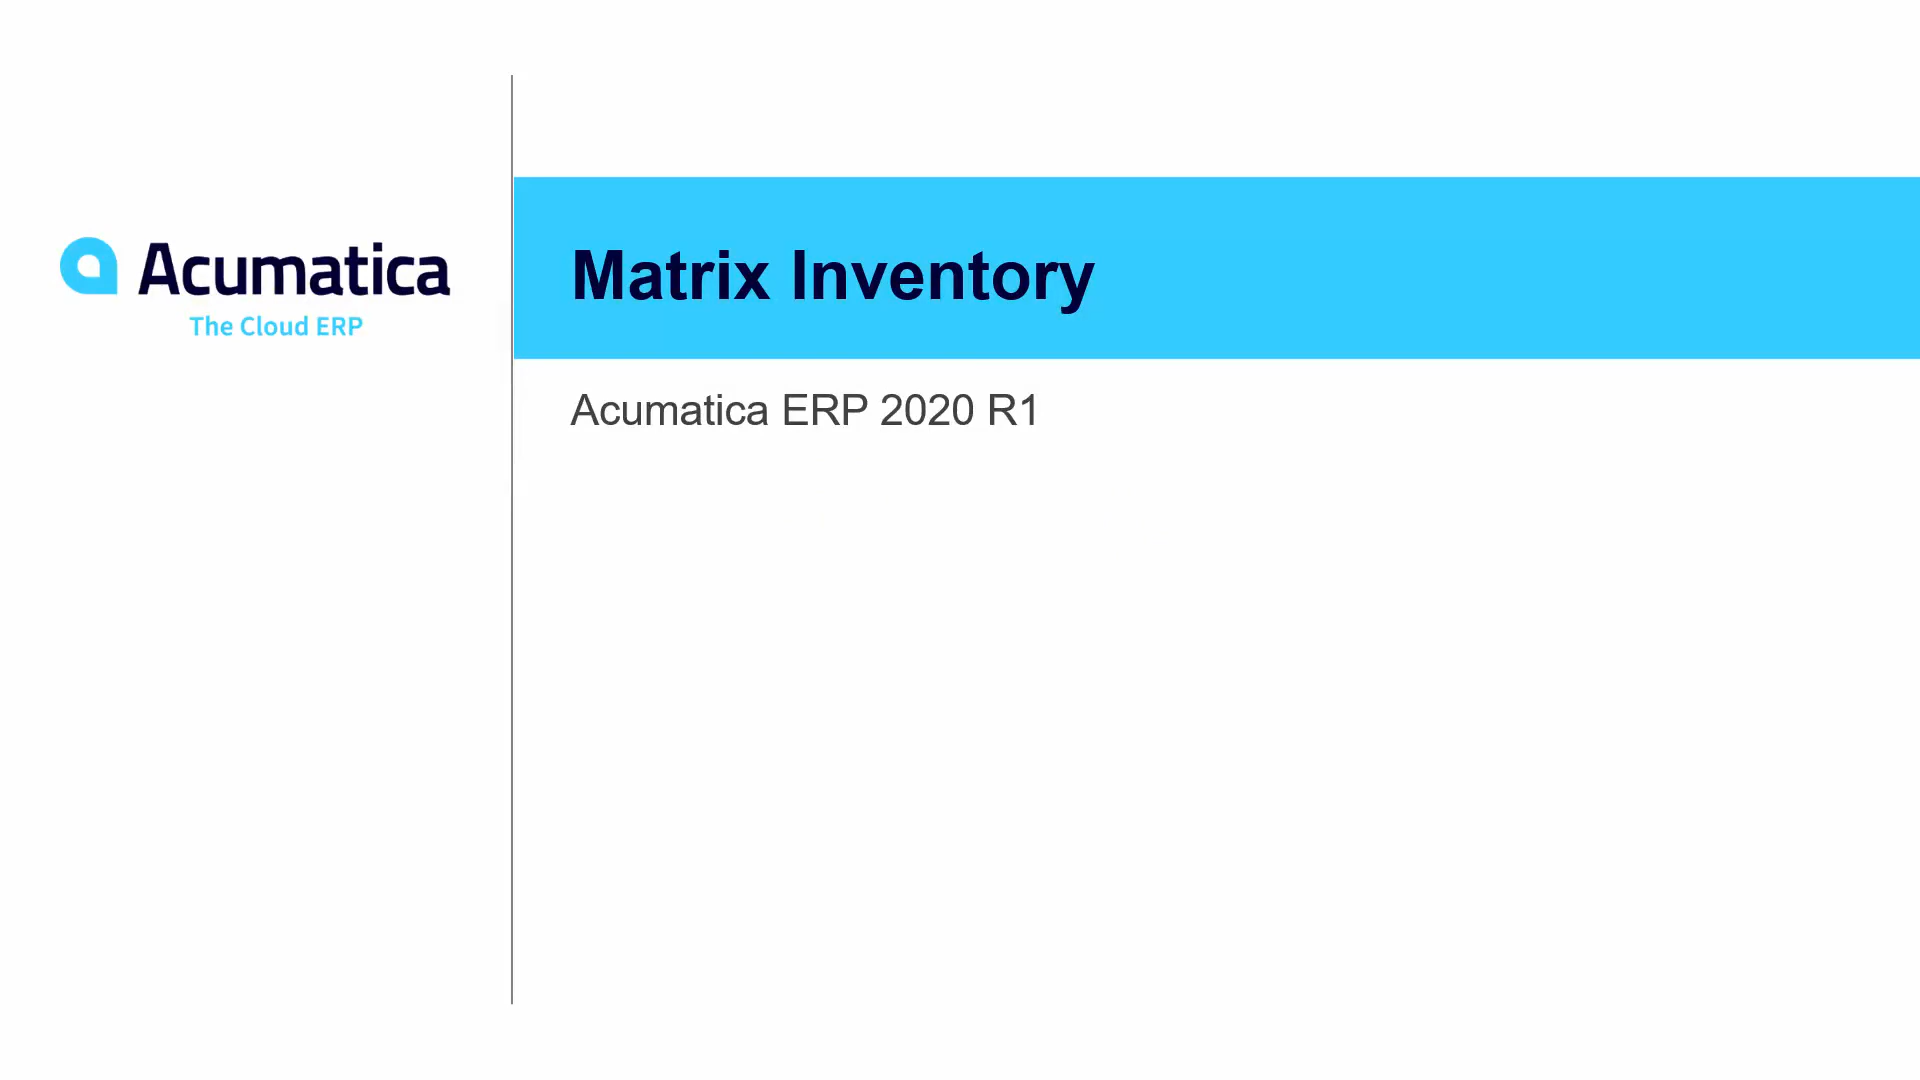 Acumatica
The Cloud ERP
Matrix Inventory
Acumatica ERP 2020 R1